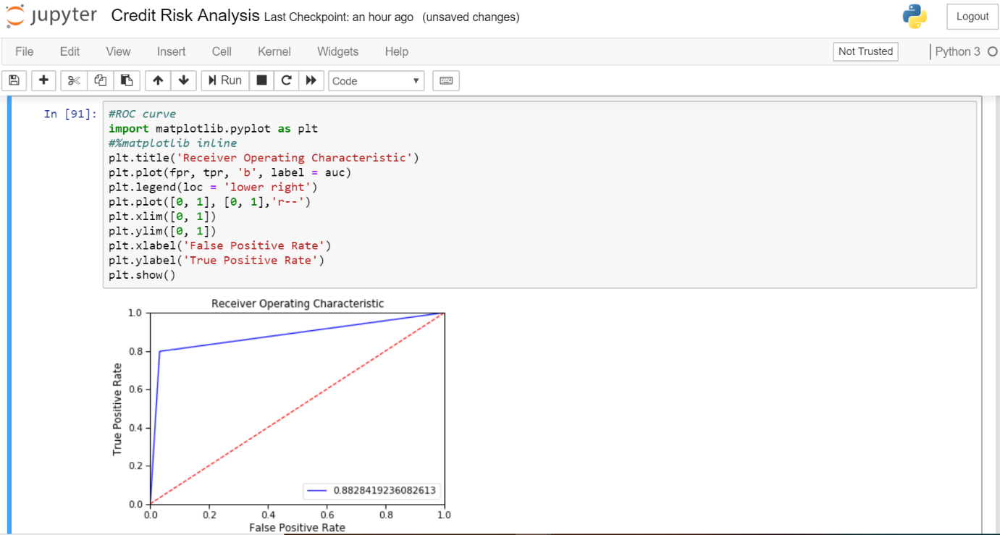 jupyter Credit Risk Analysis Last Checkpoint: an hour ago (unsaved changes) Logout
File Edit View Insert Cell Kernel Widgets Help Not Trusted Python 3
Run Code
In [91]: #ROC curve
import matplotlib.pyplot as plt
#%matplotlib inline
plt.title('Receiver Operating Characteristic')
plt.plot(fpr, tpr, 'b', label = auc)
plt.legend(loc = 'lower right')
plt.plot([0, 1], [0, 1],'r--')
plt.xlim([0, 1])
plt.ylim([0, 1])
plt.xlabel('False Positive Rate')
plt.ylabel('True Positive Rate')
plt.show()
Receiver Operating Characteristic
1.0
0.8
0.6
0.4
0.2
0.0
True Positive Rate
0.8828419236082613
0.0 0.2 0.4 0.6 0.8 1.0
False Positive Rate